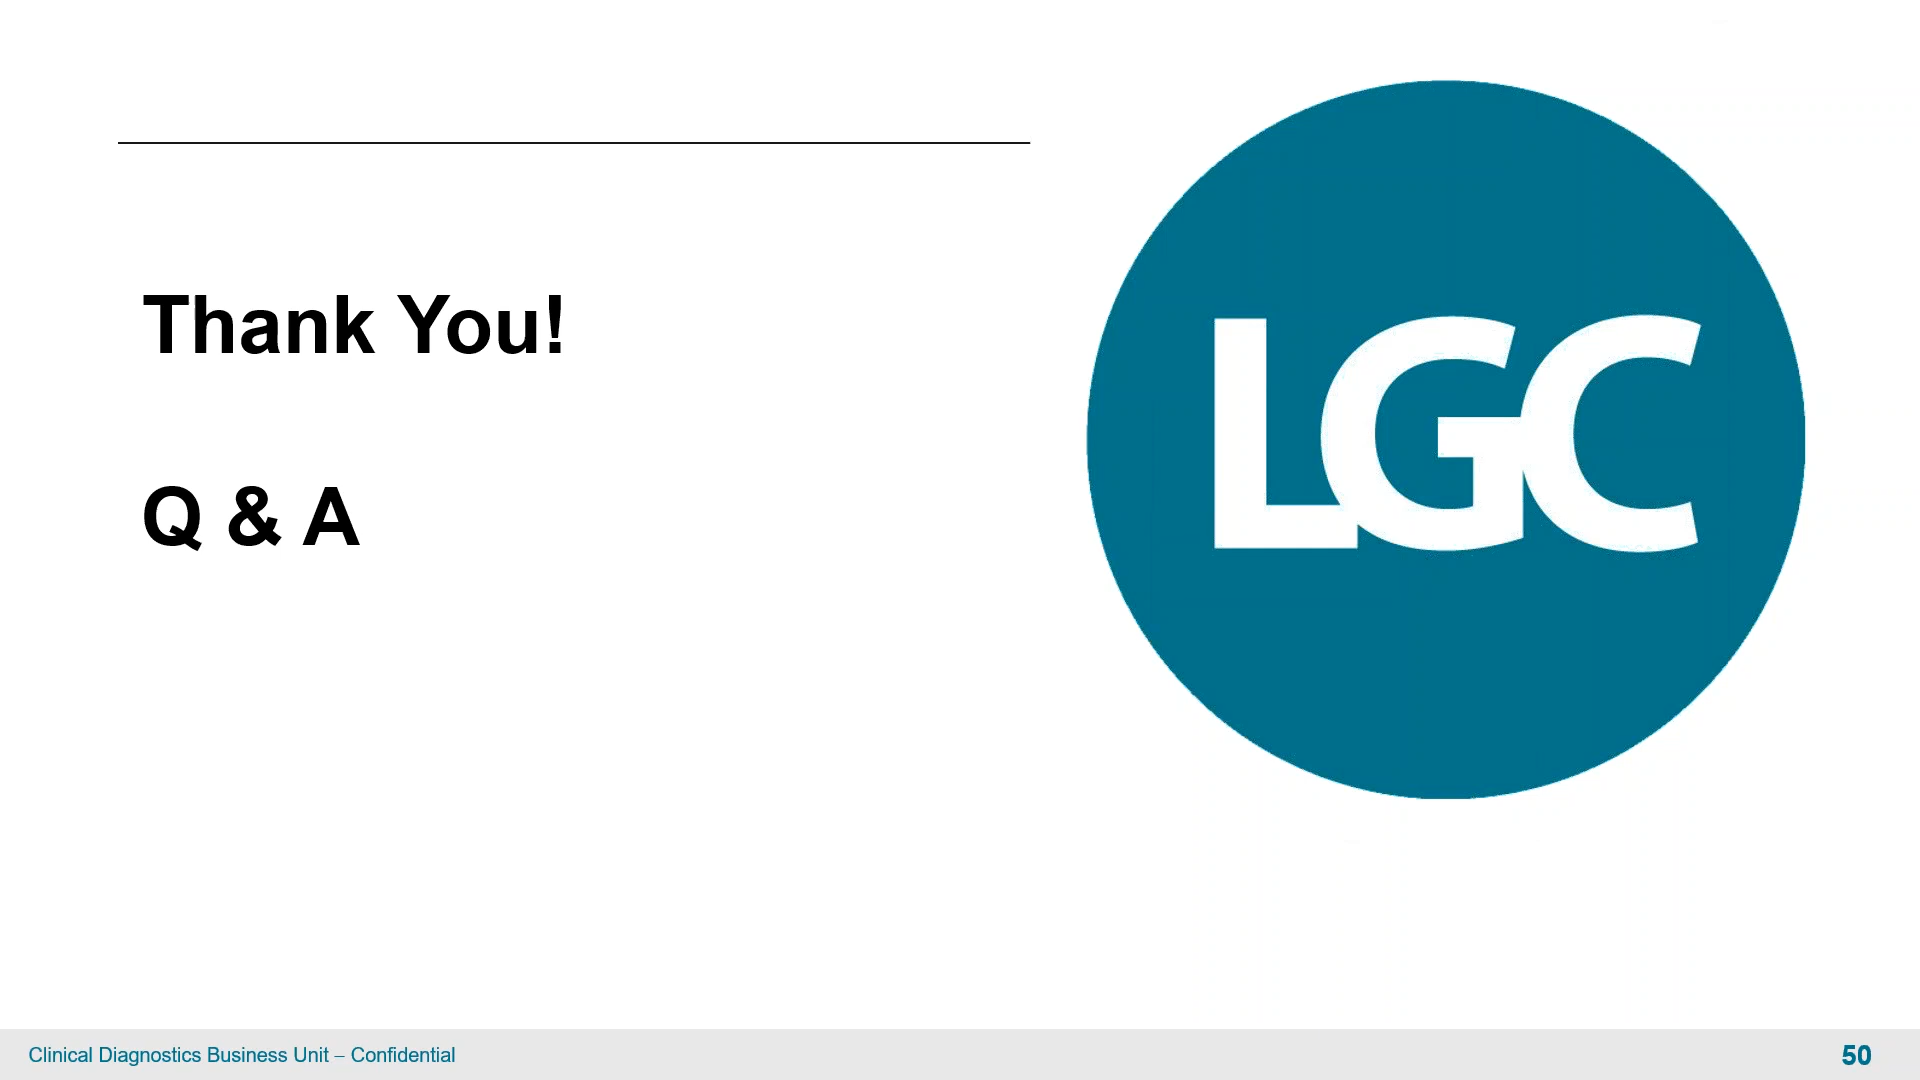 Thank You!
Q & A
LGC
Clinical Diagnostics Business Unit – Confidential
50